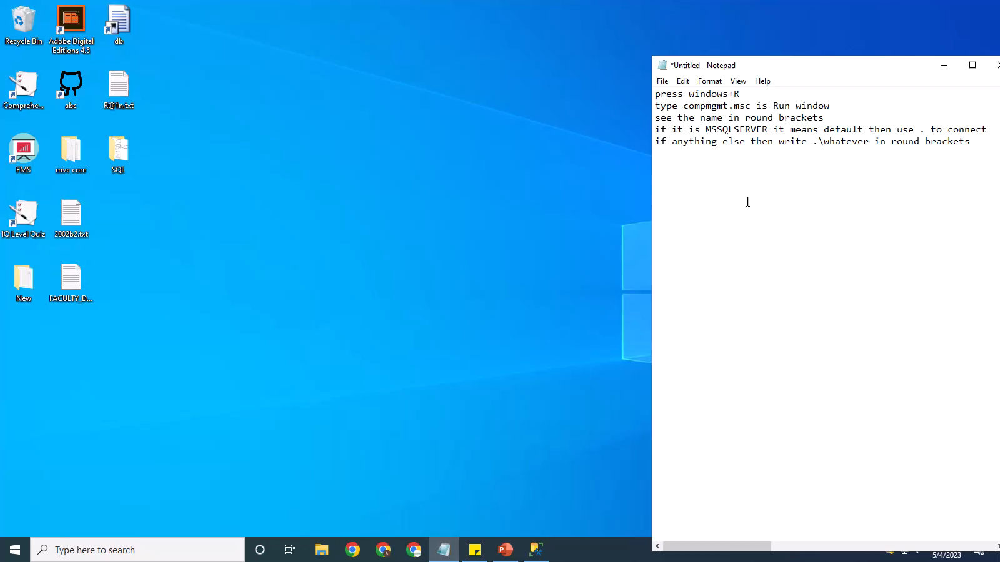 Recycle Bin
Adobe Digital
Editions 4.5
db
Comprehe...
abc
R@1n.txt
FMS
mvc core
SQL
IQ Level Quiz
2002b2.txt
New
FACULTY_D...
*Untitled - Notepad
File Edit Format View Help
press windows+R
type compmgmt.msc is Run window
see the name in round brackets
if it is MSSQLSERVER it means default then use . to connect
if anything else then write .\whatever in round brackets
Type here to search
5/4/2023